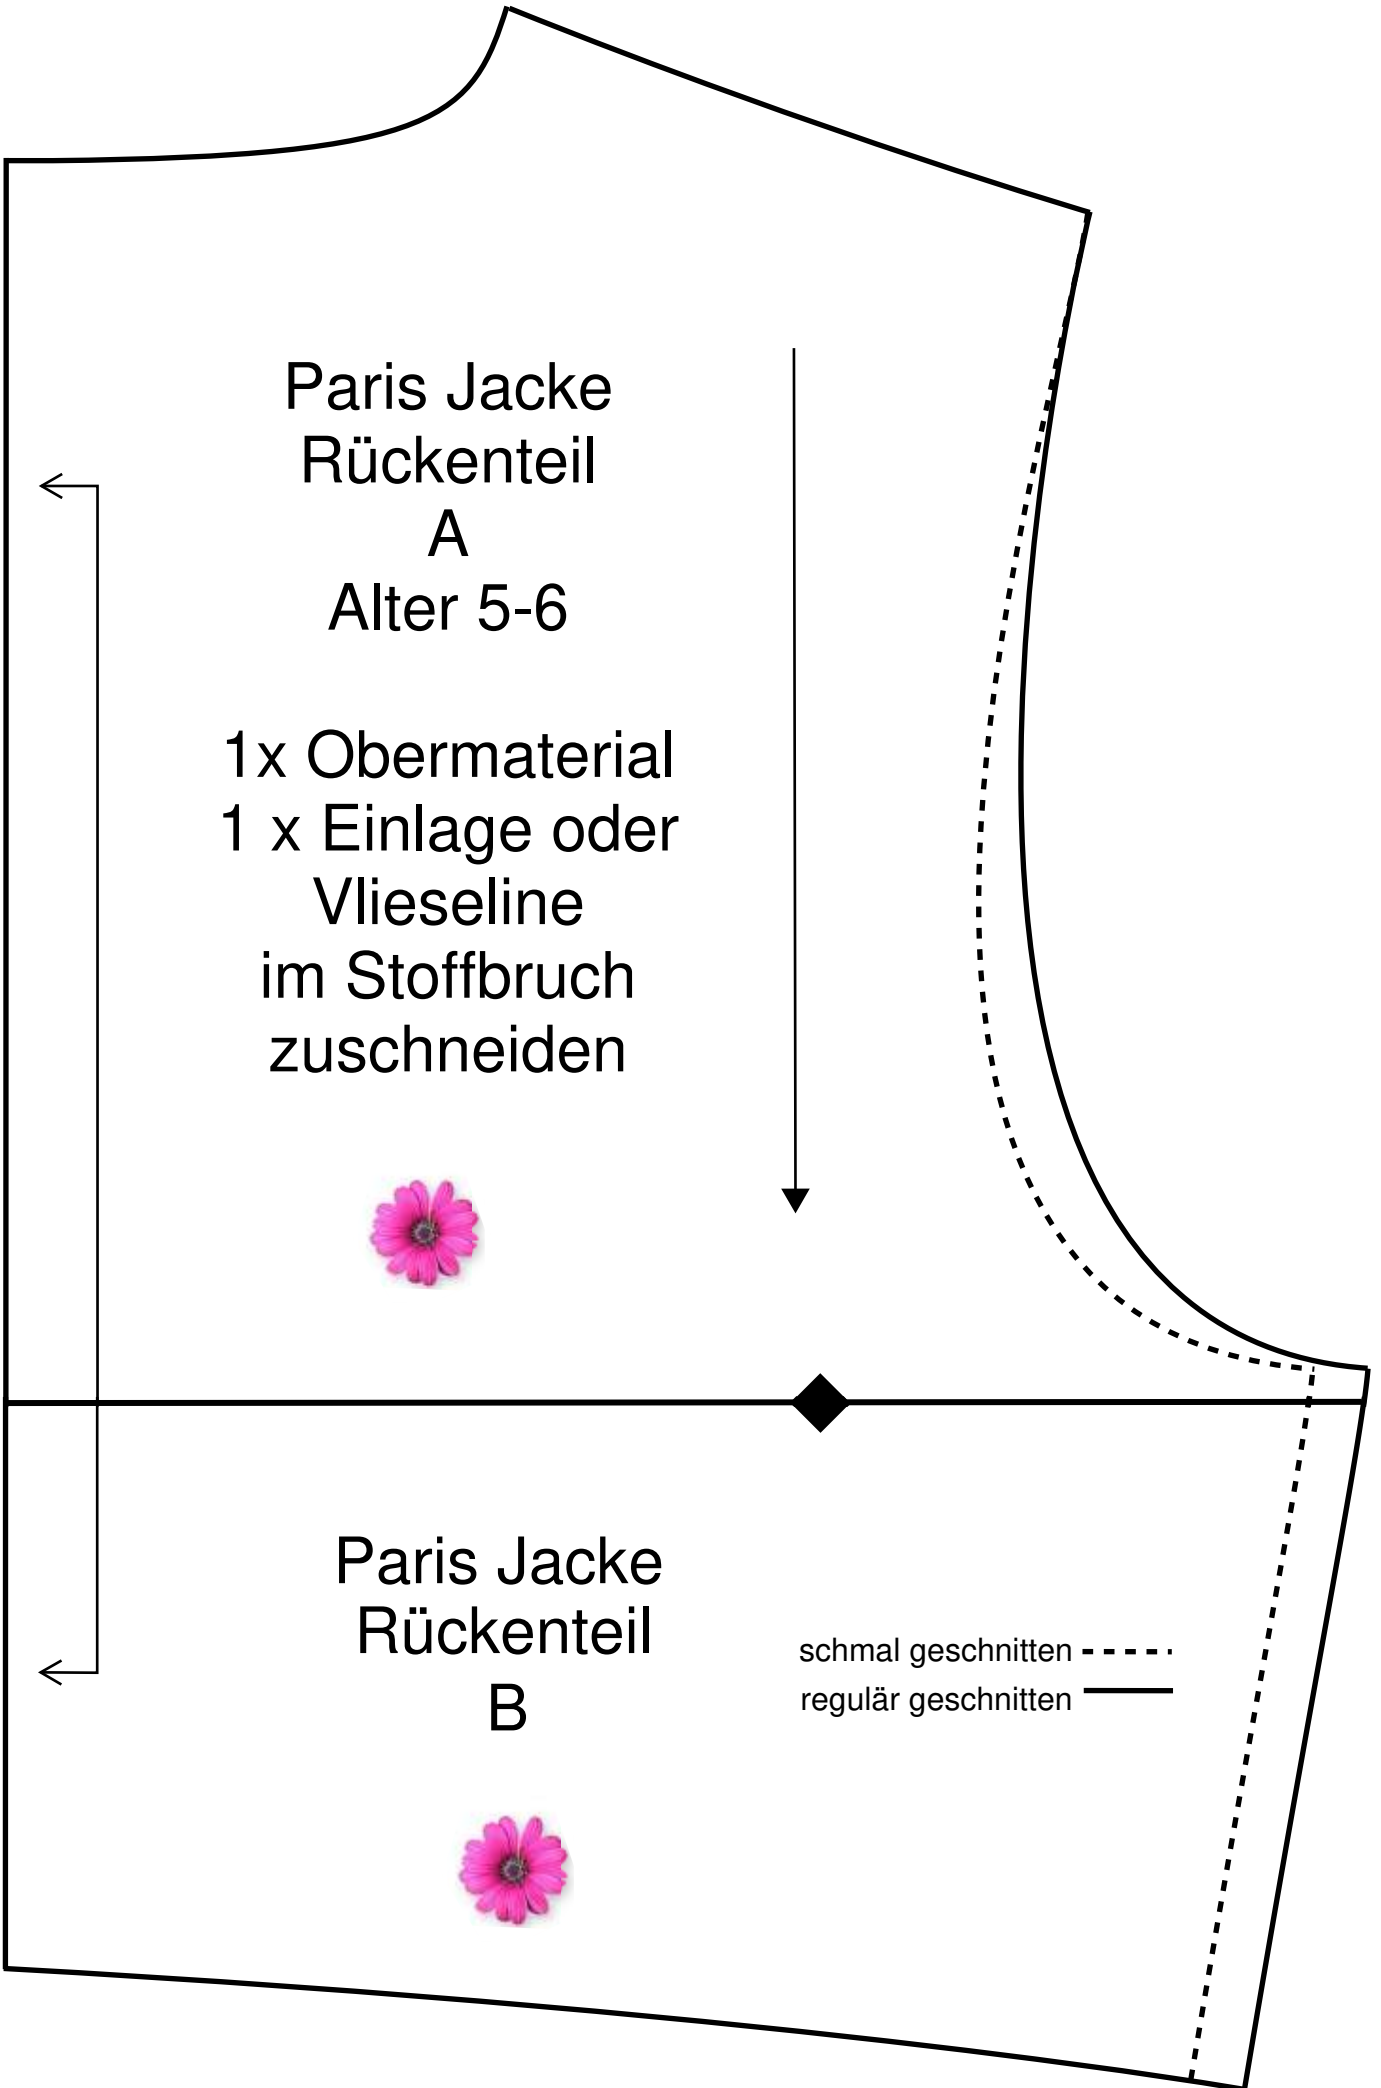 Paris Jacke
Rückenteil
A
Alter 5-6
1x Obermaterial
1 x Einlage oder
Vlieseline
im Stoffbruch
zuschneiden
Paris Jacke
Rückenteil
B
schmal geschnitten
regulär geschnitten